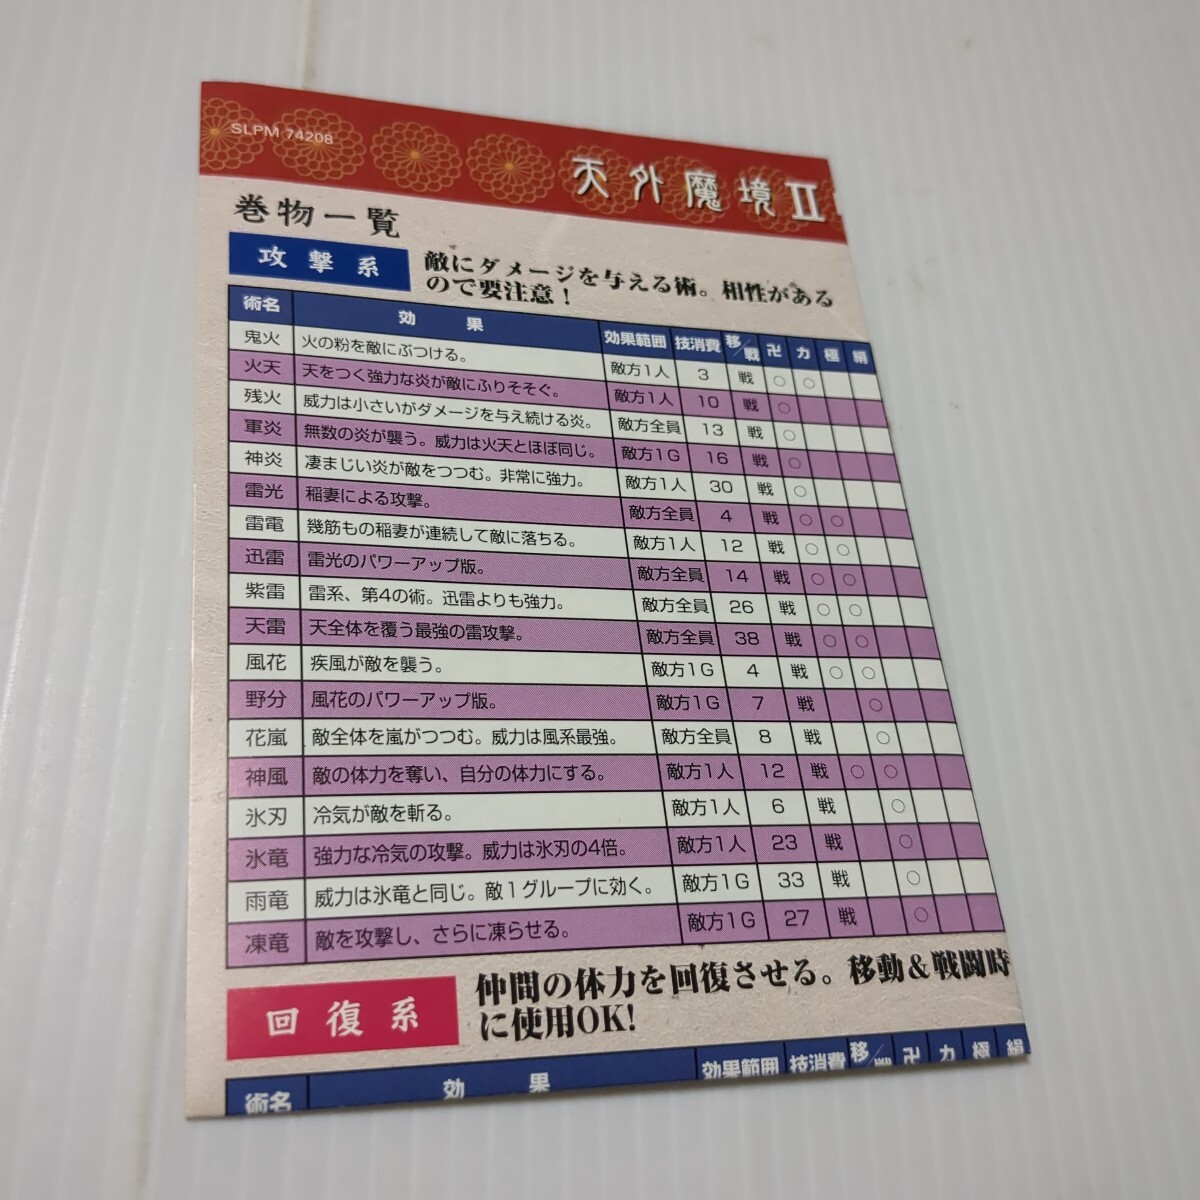 SLPM 74208
天外魔境II
巻物一覧
攻撃系
敵にダメージを与える術。相性がある
ので要注意！
術名 効果 効果範囲 技消費 移/戦 卍 カ 極 絹
鬼火 火の粉を敵にぶつける。 敵方1人 3 戦 ○ ○
火天 天をつく強力な炎が敵にふりそそぐ。 敵方1人 10 戦 ○
残火 威力は小さいがダメージを与え続ける炎。 敵方全員 13 戦 ○
軍炎 無数の炎が襲う。威力は火天とほぼ同じ。 敵方1G 16 戦 ○
神炎 凄まじい炎が敵をつつむ。非常に強力。 敵方1人 30 戦 ○
雷光 稲妻による攻撃。 敵方全員 4 戦 ○ ○
雷電 幾筋もの稲妻が連続して敵に落ちる。 敵方1人 12 戦 ○ ○
迅雷 雷光のパワーアップ版。 敵方全員 14 戦 ○ ○
紫雷 雷系、第4の術。迅雷よりも強力。 敵方全員 26 戦 ○ ○
天雷 天全体を覆う最強の雷攻撃。 敵方全員 38 戦 ○ ○
風花 疾風が敵を襲う。 敵方1G 4 戦 ○ ○
野分 風花のパワーアップ版。 敵方1G 7 戦 ○
花嵐 敵全体を嵐がつつむ。威力は風系最強。 敵方全員 8 戦 ○
神風 敵の体力を奪い、自分の体力にする。 敵方1人 12 戦 ○ ○
氷刃 冷気が敵を斬る。 敵方1人 6 戦 ○
氷竜 強力な冷気の攻撃。威力は氷刃の4倍。 敵方1人 23 戦 ○
雨竜 威力は氷竜と同じ。敵1グループに効く。 敵方1G 33 戦 ○
凍竜 敵を攻撃し、さらに凍らせる。 敵方1G 27 戦 ○
回復系
仲間の体力を回復させる。移動＆戦闘時
に使用OK!
術名 効果 効果範囲 技消費 移/戦 卍 カ 極 絹